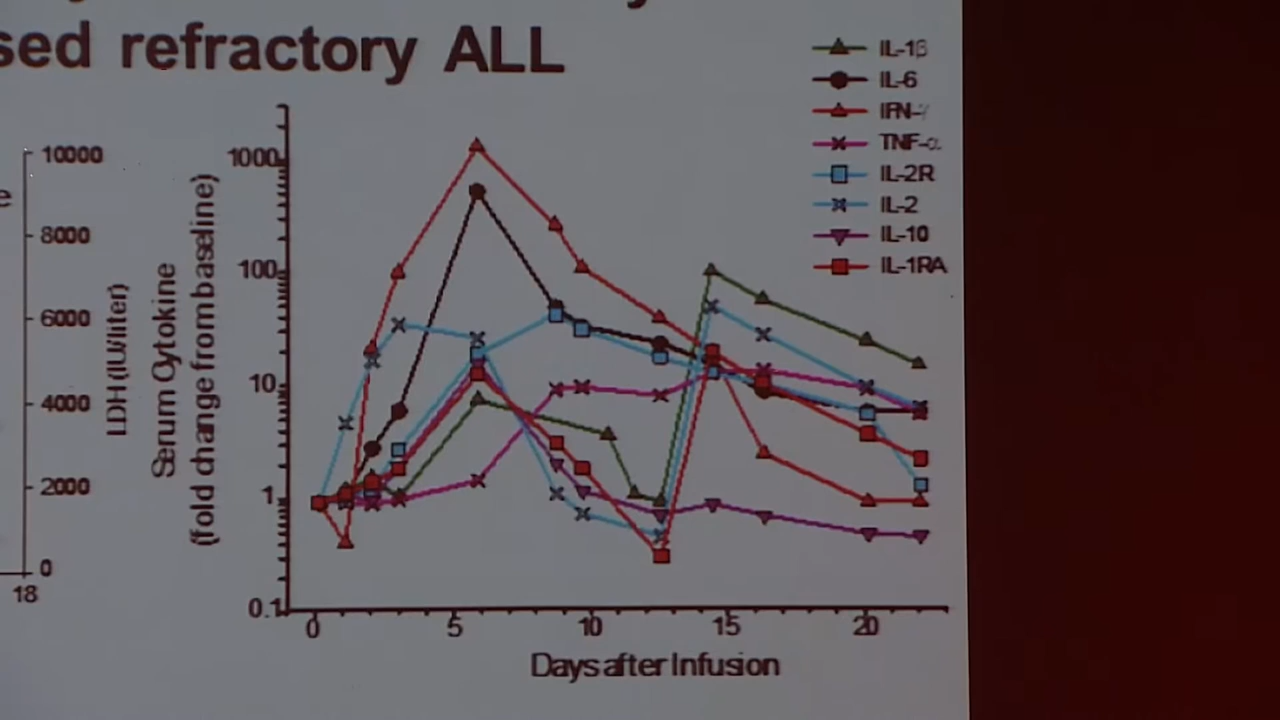 sed refractory ALL
10000
8000
6000
4000
2000
0
18
LDH (IU/liter)
Serum Cytokine
(fold change from baseline)
1000
100
10
1
0.1
0
5
10
15
20
Days after Infusion
IL-1β
IL-6
IFN-γ
TNF-α
IL-2R
IL-2
IL-10
IL-1RA